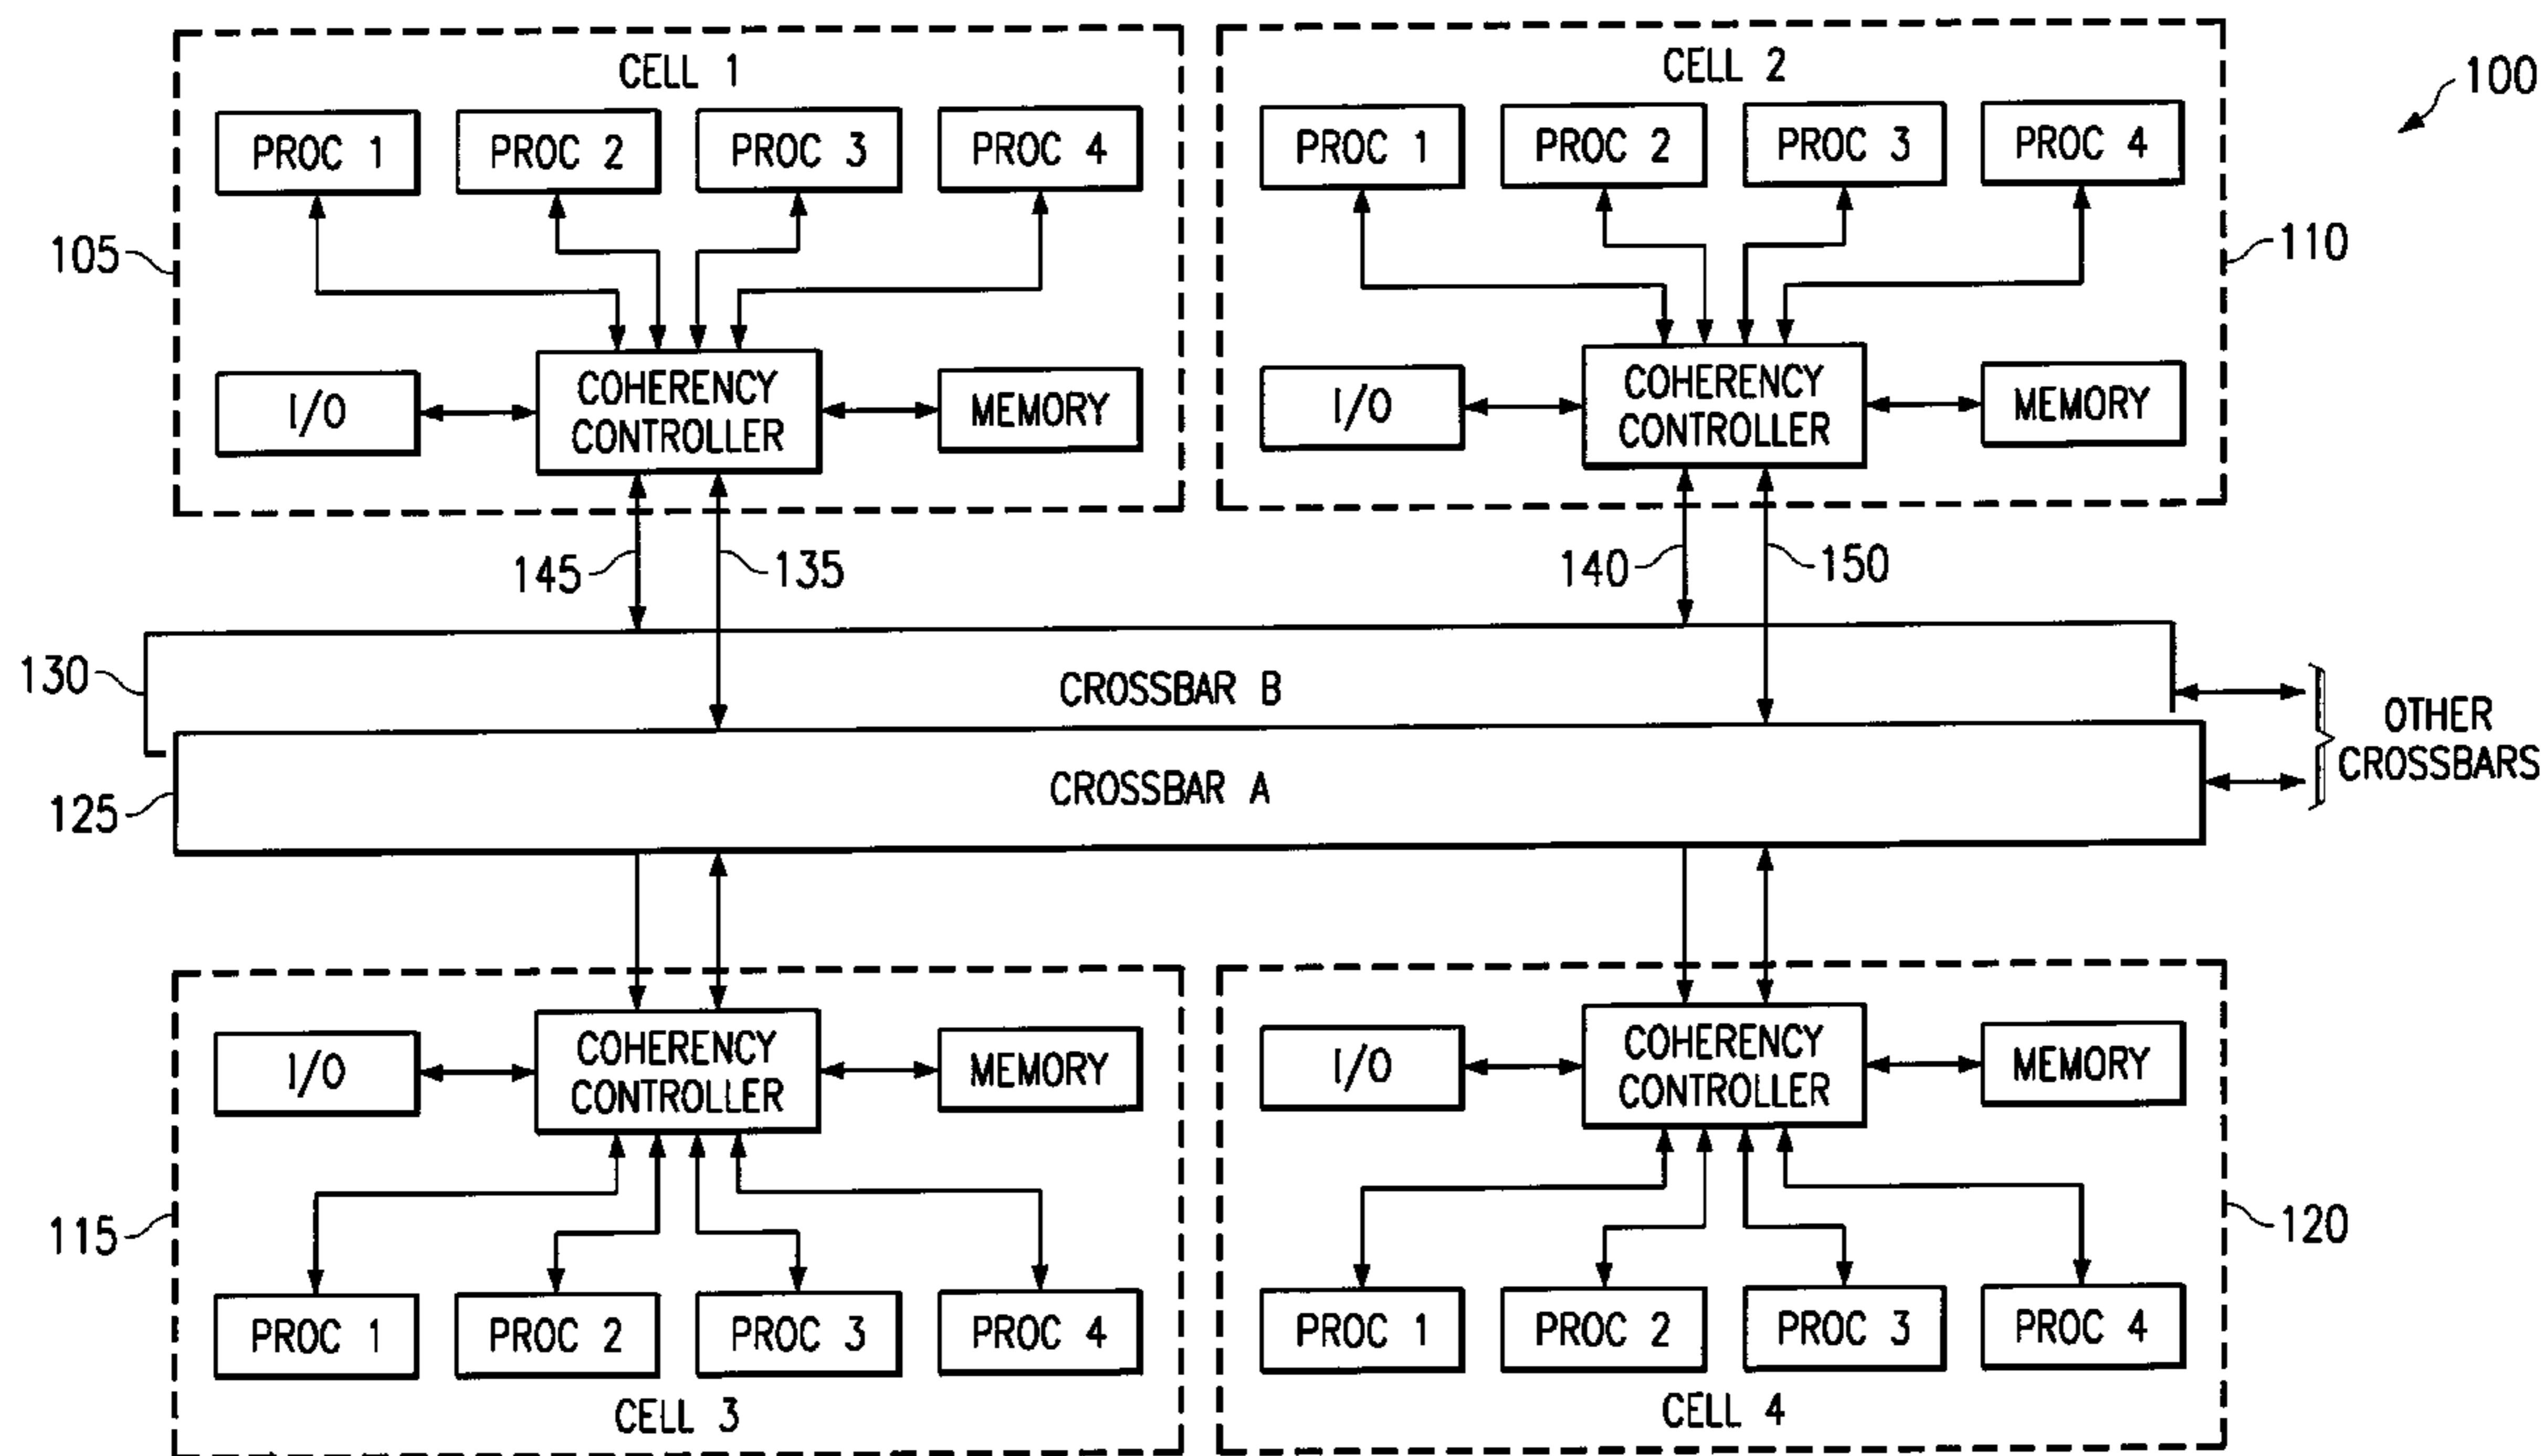 CELL 1
CELL 2
100
PROC 1
PROC 2
PROC 3
PROC 4
PROC 1
PROC 2
PROC 3
PROC 4
105
110
I/O
COHERENCY
CONTROLLER
MEMORY
I/O
COHERENCY
CONTROLLER
MEMORY
145
135
140
150
130
CROSSBAR B
OTHER
CROSSBARS
125
CROSSBAR A
I/O
COHERENCY
CONTROLLER
MEMORY
I/O
COHERENCY
CONTROLLER
MEMORY
115
120
PROC 1
PROC 2
PROC 3
PROC 4
PROC 1
PROC 2
PROC 3
PROC 4
CELL 3
CELL 4